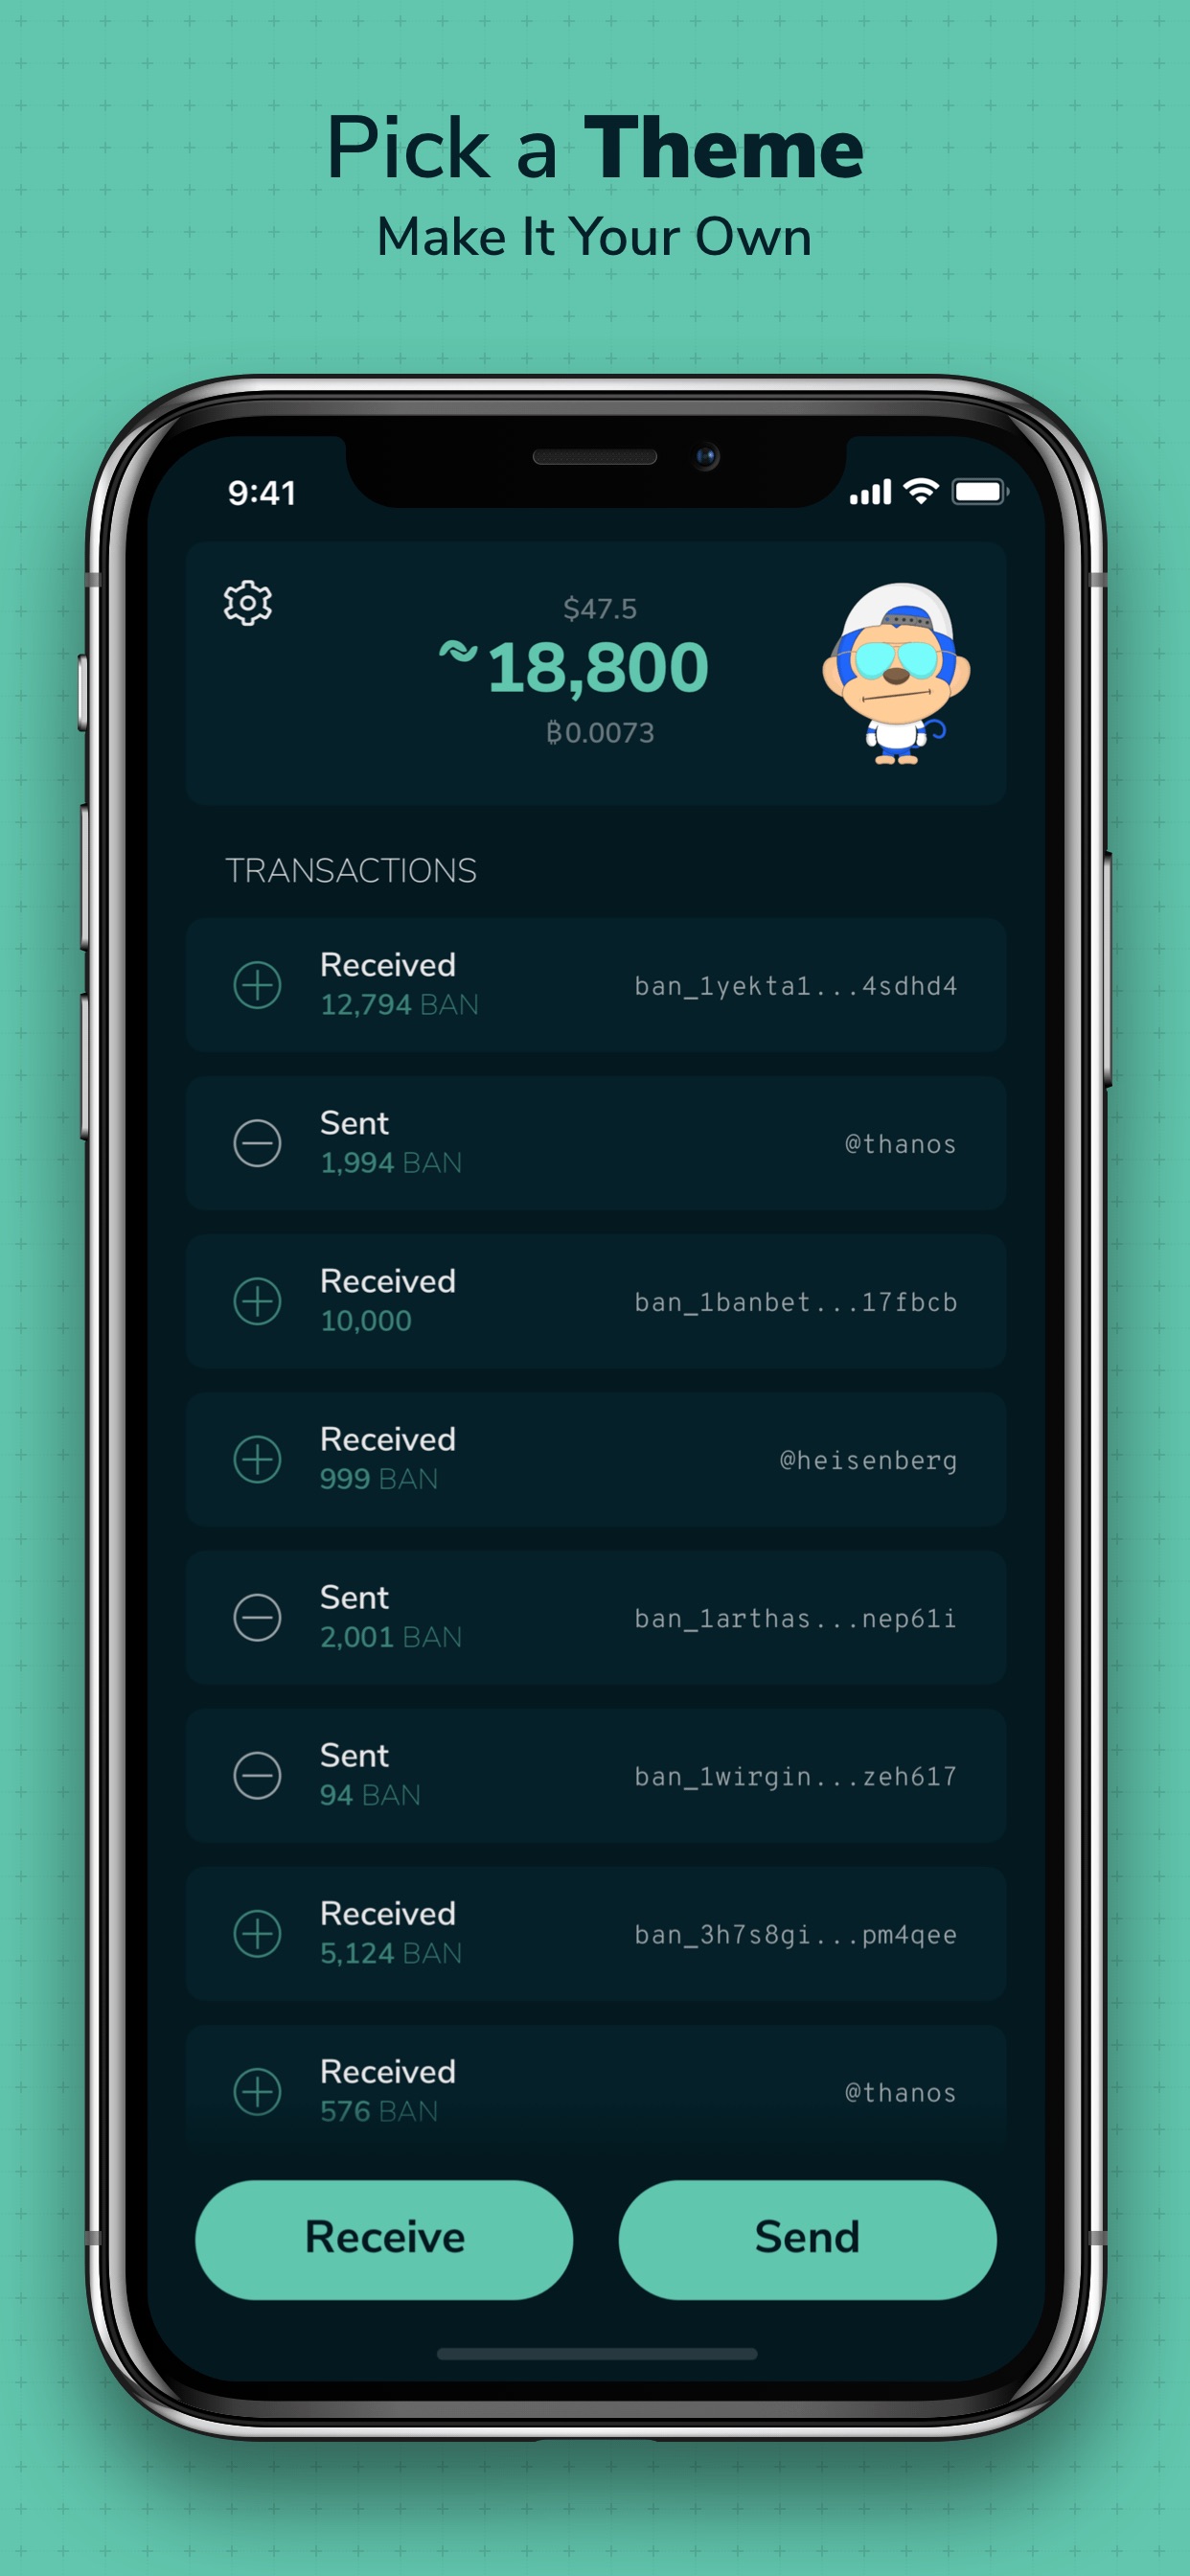 Pick a Theme
Make It Your Own
9:41
$47.5
18,800
₿0.0073
TRANSACTIONS
Received
12,794 BAN
ban_1yekta1...4sdhd4
Sent
1,994 BAN
@thanos
Received
10,000
ban_1banbet...17fbcb
Received
999 BAN
@heisenberg
Sent
2,001 BAN
ban_1arthas...nep61i
Sent
94 BAN
ban_1wirgin...zeh617
Received
5,124 BAN
ban_3h7s8gi...pm4qee
Received
576 BAN
@thanos
Receive
Send